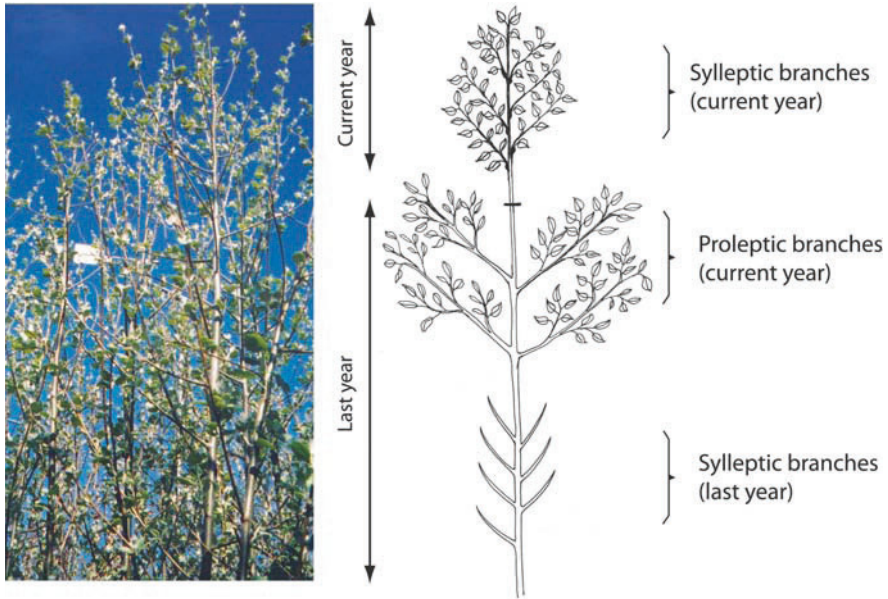 Current year
Last year
Sylleptic branches
(current year)
Proleptic branches
(current year)
Sylleptic branches
(last year)